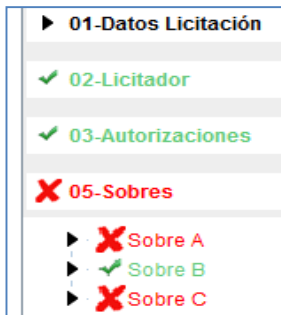 01-Datos Licitación
02-Licitador
03-Autorizaciones
05-Sobres
Sobre A
Sobre B
Sobre C